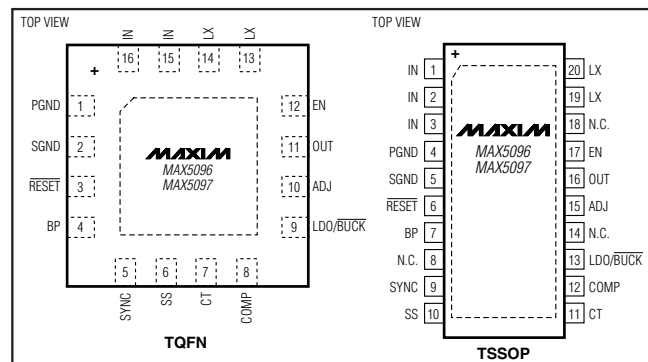 TOP VIEW
IN IN LX LX
16 15 14 13
+
PGND 1
SGND 2
RESET 3
BP 4
12 EN
11 OUT
10 ADJ
9 LDO/BUCK
MAXIM
MAX5096
MAX5097
5 6 7 8
SYNC SS CT COMP
TQFN
TOP VIEW
+
IN 1
IN 2
IN 3
PGND 4
SGND 5
RESET 6
BP 7
N.C. 8
SYNC 9
SS 10
MAXIM
MAX5096
MAX5097
20 LX
19 LX
18 N.C.
17 EN
16 OUT
15 ADJ
14 N.C.
13 LDO/BUCK
12 COMP
11 CT
TSSOP